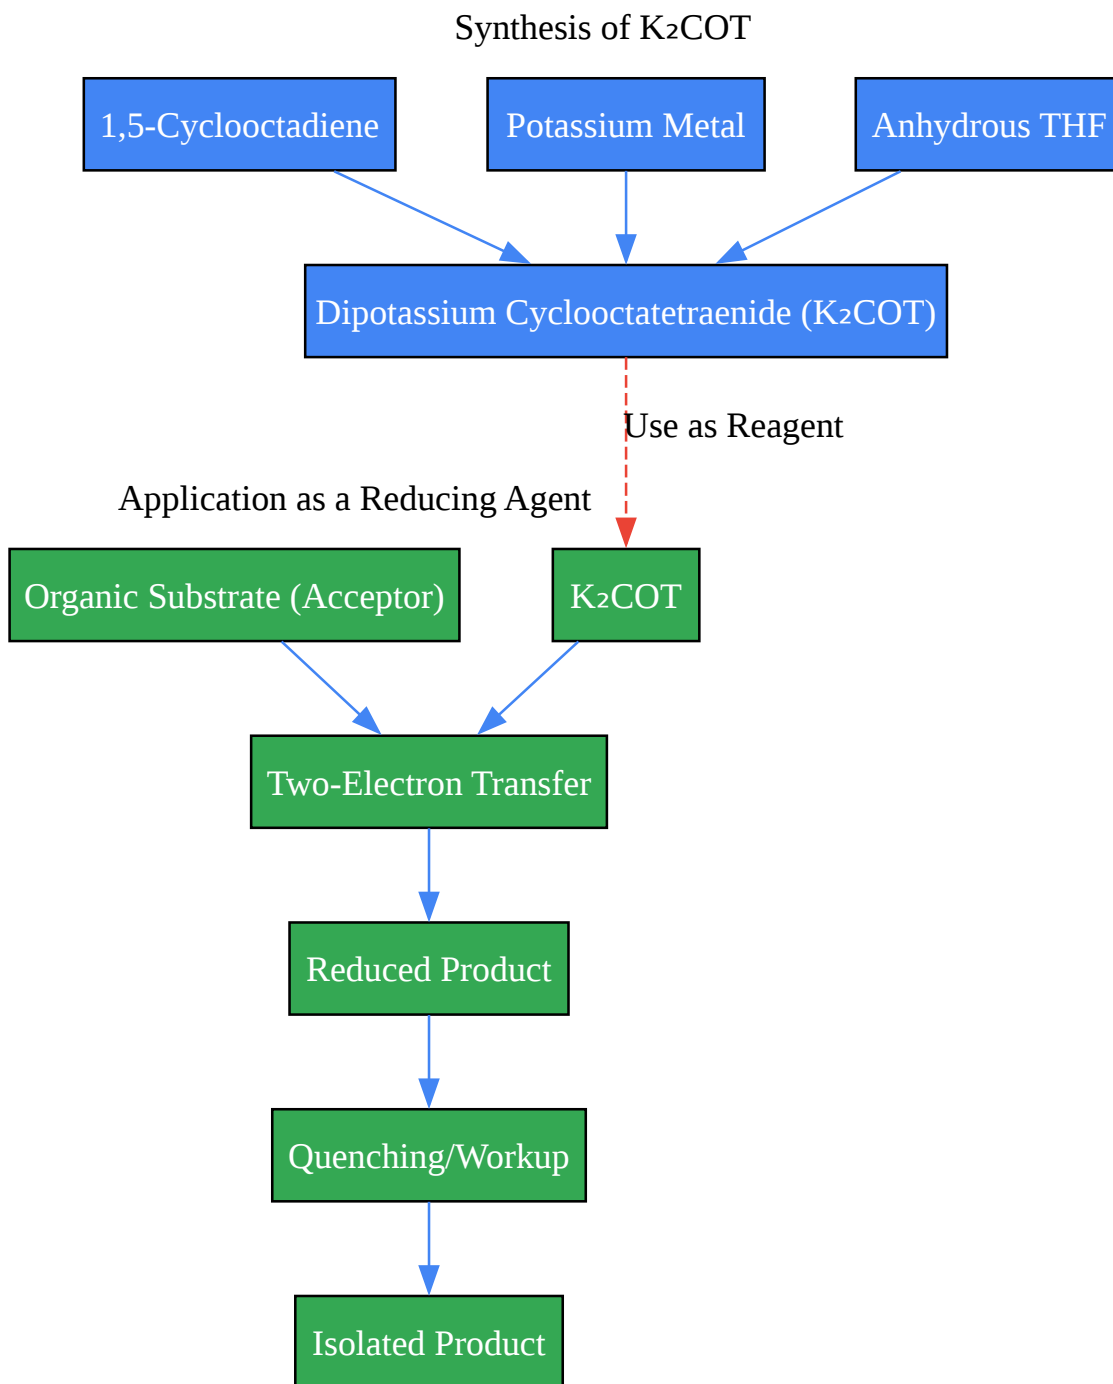 Synthesis of K₂COT
1,5-Cyclooctadiene
Potassium Metal
Anhydrous THF
Dipotassium Cyclooctatetraenide (K₂COT)
Use as Reagent
Application as a Reducing Agent
Organic Substrate (Acceptor)
K₂COT
Two-Electron Transfer
Reduced Product
Quenching/Workup
Isolated Product